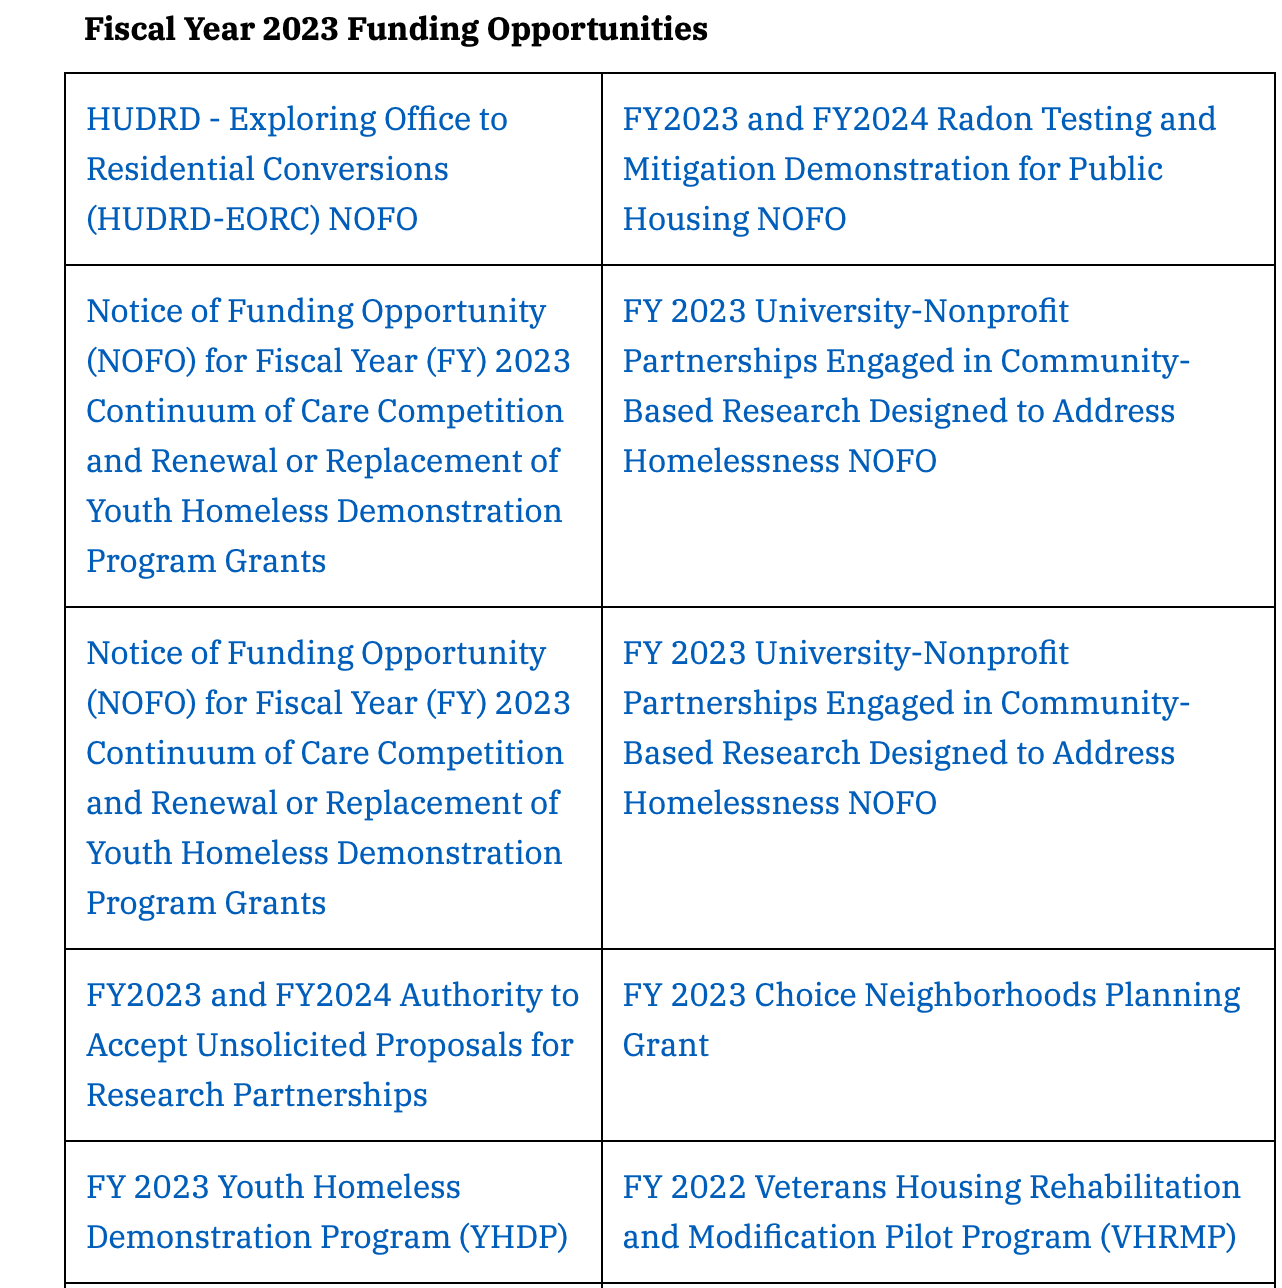 Fiscal Year 2023 Funding Opportunities
HUDRD - Exploring Office to
Residential Conversions
(HUDRD-EORC) NOFO
FY2023 and FY2024 Radon Testing and
Mitigation Demonstration for Public
Housing NOFO
Notice of Funding Opportunity
(NOFO) for Fiscal Year (FY) 2023
Continuum of Care Competition
and Renewal or Replacement of
Youth Homeless Demonstration
Program Grants
FY 2023 University-Nonprofit
Partnerships Engaged in Community-
Based Research Designed to Address
Homelessness NOFO
Notice of Funding Opportunity
(NOFO) for Fiscal Year (FY) 2023
Continuum of Care Competition
and Renewal or Replacement of
Youth Homeless Demonstration
Program Grants
FY 2023 University-Nonprofit
Partnerships Engaged in Community-
Based Research Designed to Address
Homelessness NOFO
FY2023 and FY2024 Authority to
Accept Unsolicited Proposals for
Research Partnerships
FY 2023 Choice Neighborhoods Planning
Grant
FY 2023 Youth Homeless
Demonstration Program (YHDP)
FY 2022 Veterans Housing Rehabilitation
and Modification Pilot Program (VHRMP)